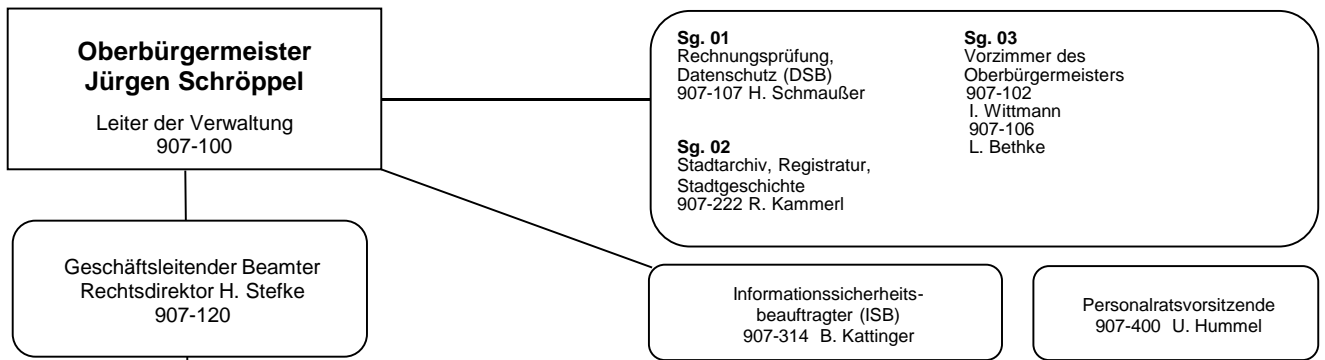 Oberbürgermeister
Jürgen Schröppel
Leiter der Verwaltung
907-100
Sg. 01
Rechnungsprüfung,
Datenschutz (DSB)
907-107 H. Schmaußer
Sg. 02
Stadtarchiv, Registratur,
Stadtgeschichte
907-222 R. Kammerl
Sg. 03
Vorzimmer des
Oberbürgermeisters
907-102
I. Wittmann
907-106
L. Bethke
Geschäftsleitender Beamter
Rechtsdirektor H. Stefke
907-120
Informationssicherheits-
beauftragter (ISB)
907-314 B. Kattinger
Personalratsvorsitzende
907-400 U. Hummel